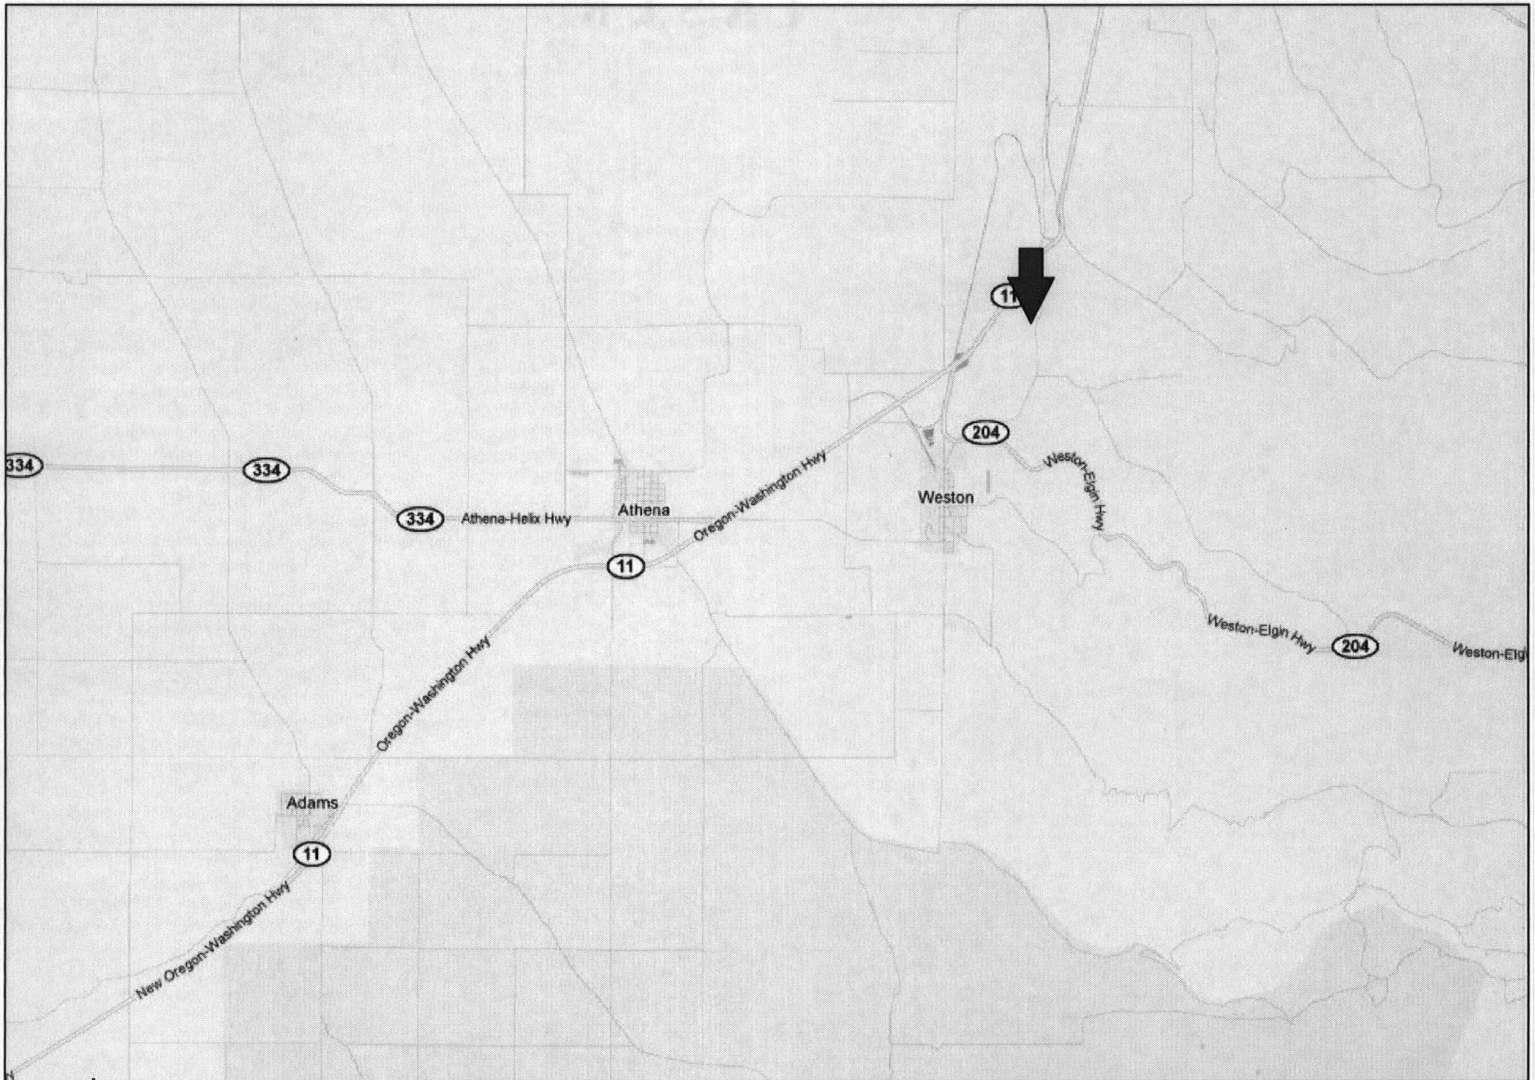 11
204
Weston-Elgin Hwy
334
334
Oregon-Washington Hwy
Weston
Athena
334
Athena-Helix Hwy
11
Weston-Elgin Hwy
204
Weston-Elg
Oregon-Washington Hwy
Adams
11
New Oregon-Washington Hwy